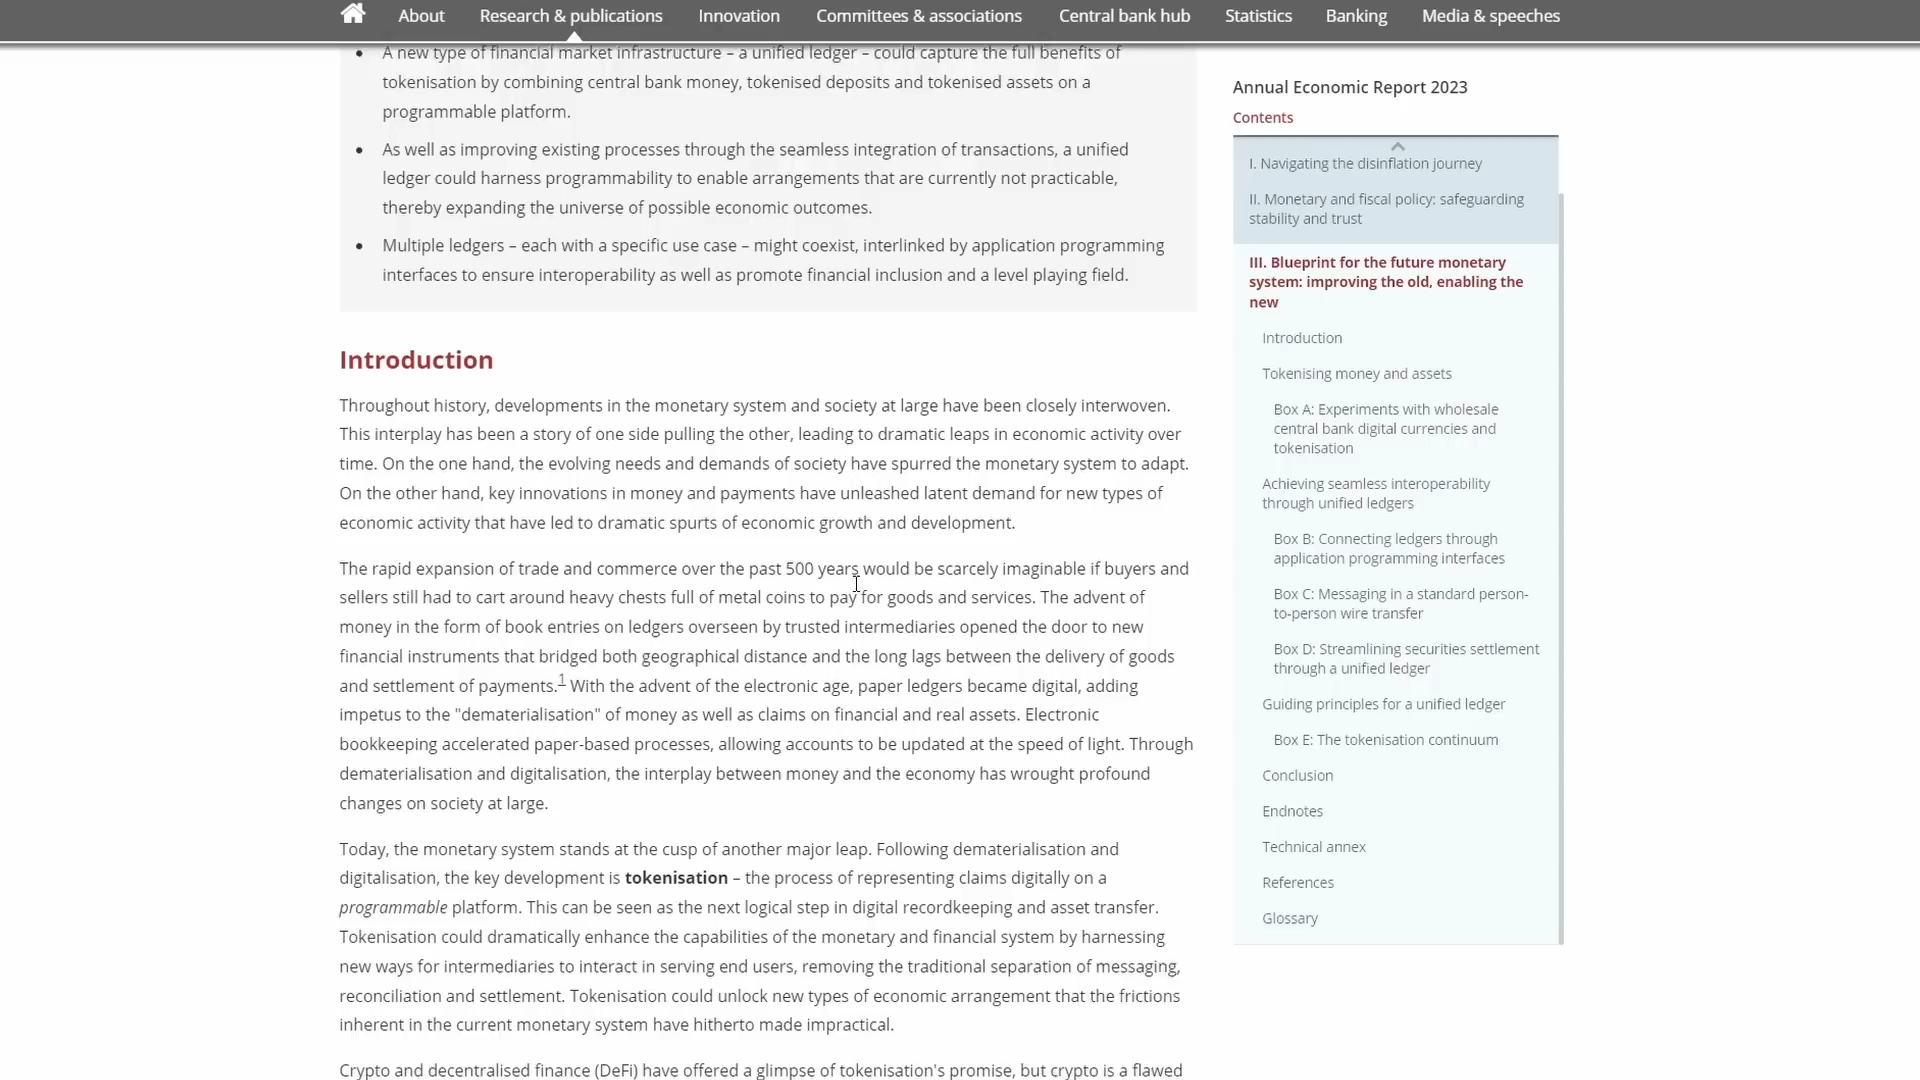 About Research & publications Innovation Committees & associations Central bank hub Statistics Banking Media & speeches
A new type of financial market infrastructure – a unified ledger – could capture the full benefits of
tokenisation by combining central bank money, tokenised deposits and tokenised assets on a
programmable platform.
As well as improving existing processes through the seamless integration of transactions, a unified
ledger could harness programmability to enable arrangements that are currently not practicable,
thereby expanding the universe of possible economic outcomes.
Multiple ledgers – each with a specific use case – might coexist, interlinked by application programming
interfaces to ensure interoperability as well as promote financial inclusion and a level playing field.
Introduction
Throughout history, developments in the monetary system and society at large have been closely interwoven.
This interplay has been a story of one side pulling the other, leading to dramatic leaps in economic activity over
time. On the one hand, the evolving needs and demands of society have spurred the monetary system to adapt.
On the other hand, key innovations in money and payments have unleashed latent demand for new types of
economic activity that have led to dramatic spurts of economic growth and development.
The rapid expansion of trade and commerce over the past 500 years would be scarcely imaginable if buyers and
sellers still had to cart around heavy chests full of metal coins to pay for goods and services. The advent of
money in the form of book entries on ledgers overseen by trusted intermediaries opened the door to new
financial instruments that bridged both geographical distance and the long lags between the delivery of goods
and settlement of payments.1 With the advent of the electronic age, paper ledgers became digital, adding
impetus to the "dematerialisation" of money as well as claims on financial and real assets. Electronic
bookkeeping accelerated paper-based processes, allowing accounts to be updated at the speed of light. Through
dematerialisation and digitalisation, the interplay between money and the economy has wrought profound
changes on society at large.
Today, the monetary system stands at the cusp of another major leap. Following dematerialisation and
digitalisation, the key development is tokenisation – the process of representing claims digitally on a
programmable platform. This can be seen as the next logical step in digital recordkeeping and asset transfer.
Tokenisation could dramatically enhance the capabilities of the monetary and financial system by harnessing
new ways for intermediaries to interact in serving end users, removing the traditional separation of messaging,
reconciliation and settlement. Tokenisation could unlock new types of economic arrangement that the frictions
inherent in the current monetary system have hitherto made impractical.
Crypto and decentralised finance (DeFi) have offered a glimpse of tokenisation's promise, but crypto is a flawed
Annual Economic Report 2023
Contents
I. Navigating the disinflation journey
II. Monetary and fiscal policy: safeguarding
stability and trust
III. Blueprint for the future monetary
system: improving the old, enabling the
new
Introduction
Tokenising money and assets
Box A: Experiments with wholesale
central bank digital currencies and
tokenisation
Achieving seamless interoperability
through unified ledgers
Box B: Connecting ledgers through
application programming interfaces
Box C: Messaging in a standard person-
to-person wire transfer
Box D: Streamlining securities settlement
through a unified ledger
Guiding principles for a unified ledger
Box E: The tokenisation continuum
Conclusion
Endnotes
Technical annex
References
Glossary